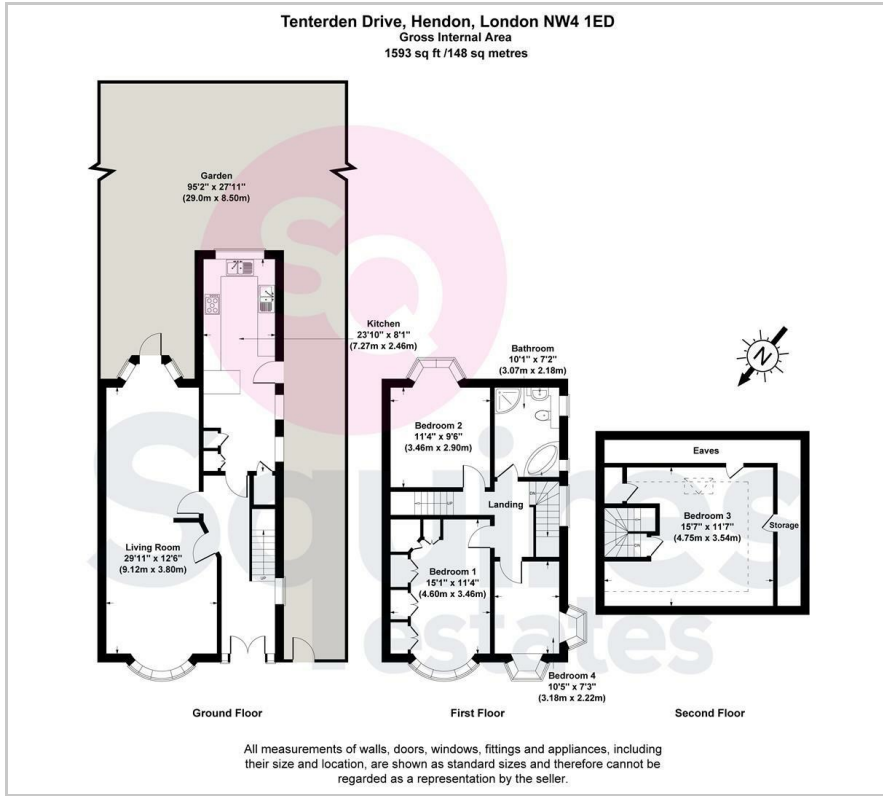 Tenterden Drive, Hendon, London NW4 1ED
Gross Internal Area
1593 sq ft /148 sq metres
Garden
95'2" x 27'11"
(29.0m x 8.50m)
Kitchen
23'10" x 8'1"
(7.27m x 2.46m)
Living Room
29'11" x 12'6"
(9.12m x 3.80m)
UP
Ground Floor
Bathroom
10'1" x 7'2"
(3.07m x 2.18m)
Bedroom 2
11'4" x 9'6"
(3.46m x 2.90m)
UP
Landing
DN
Bedroom 1
15'1" x 11'4"
(4.60m x 3.46m)
Bedroom 4
10'5" x 7'3"
(3.18m x 2.22m)
First Floor
N
Eaves
Bedroom 3
15'7" x 11'7"
(4.75m x 3.54m)
Storage
Second Floor
SQ
Squires
estates
All measurements of walls, doors, windows, fittings and appliances, including
their size and location, are shown as standard sizes and therefore cannot be
regarded as a representation by the seller.